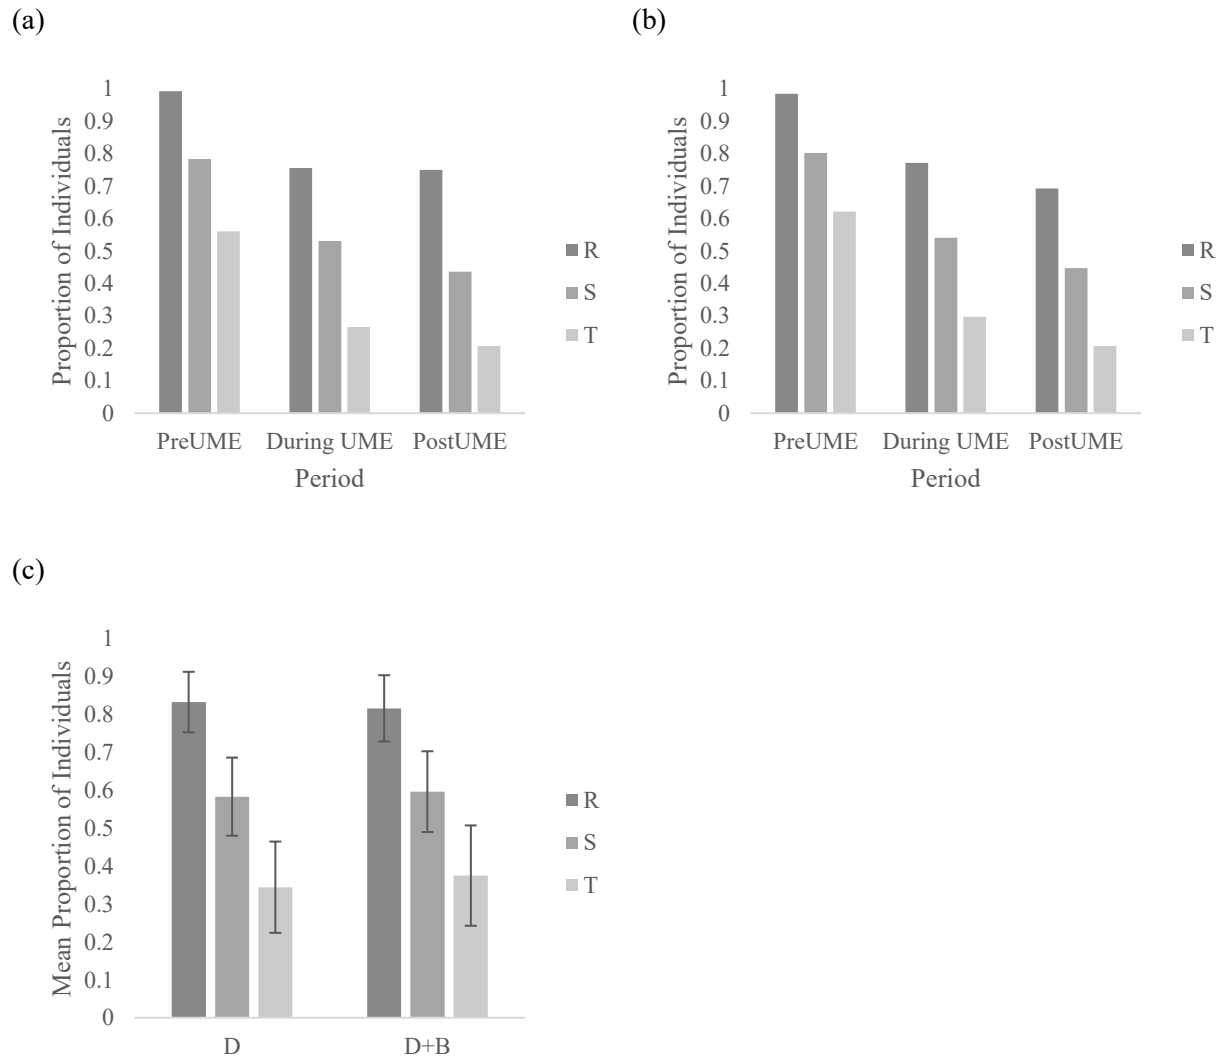 (a)
Proportion of Individuals
1
0.9
0.8
0.7
0.6
0.5
0.4
0.3
0.2
0.1
0
PreUME During UME PostUME
Period
R
S
T
(b)
Proportion of Individuals
1
0.9
0.8
0.7
0.6
0.5
0.4
0.3
0.2
0.1
0
PreUME During UME PostUME
Period
R
S
T
(c)
Mean Proportion of Individuals
1
0.9
0.8
0.7
0.6
0.5
0.4
0.3
0.2
0.1
0
D D+B
R
S
T